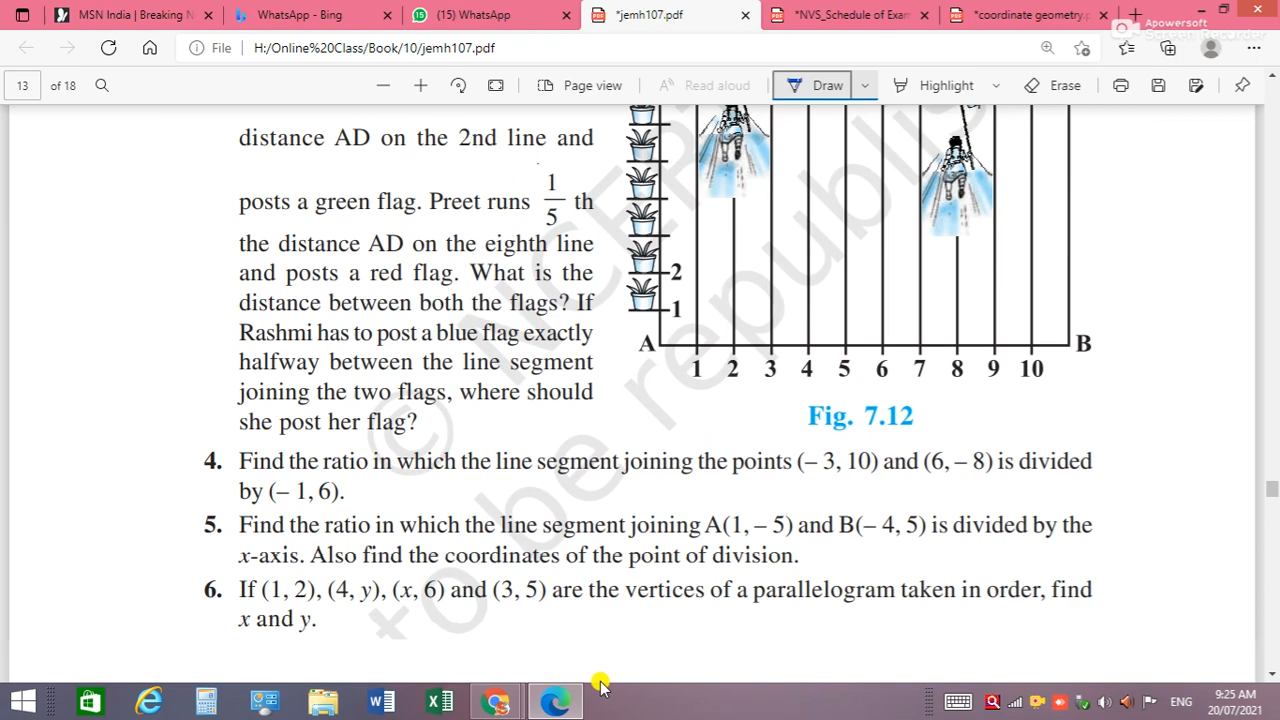 MSN India | Breaking N
WhatsApp - Bing
(15) WhatsApp
*jemh107.pdf
*NVS_Schedule of Exam
*coordinate geometry.p
Apowersoft
Screen Recorder
File
H:/Online%20Class/Book/10/jemh107.pdf
13 of 18
Page view
Read aloud
Draw
Highlight
Erase
distance AD on the 2nd line and
posts a green flag. Preet runs 1/5 th
the distance AD on the eighth line
and posts a red flag. What is the
distance between both the flags? If
Rashmi has to post a blue flag exactly
halfway between the line segment
joining the two flags, where should
she post her flag?
2
1
A
B
1 2 3 4 5 6 7 8 9 10
Fig. 7.12
4. Find the ratio in which the line segment joining the points (– 3, 10) and (6, – 8) is divided
by (– 1, 6).
5. Find the ratio in which the line segment joining A(1, – 5) and B(– 4, 5) is divided by the
x-axis. Also find the coordinates of the point of division.
6. If (1, 2), (4, y), (x, 6) and (3, 5) are the vertices of a parallelogram taken in order, find
x and y.
© NCERT
to be republis
ENG
9:25 AM
20/07/2021